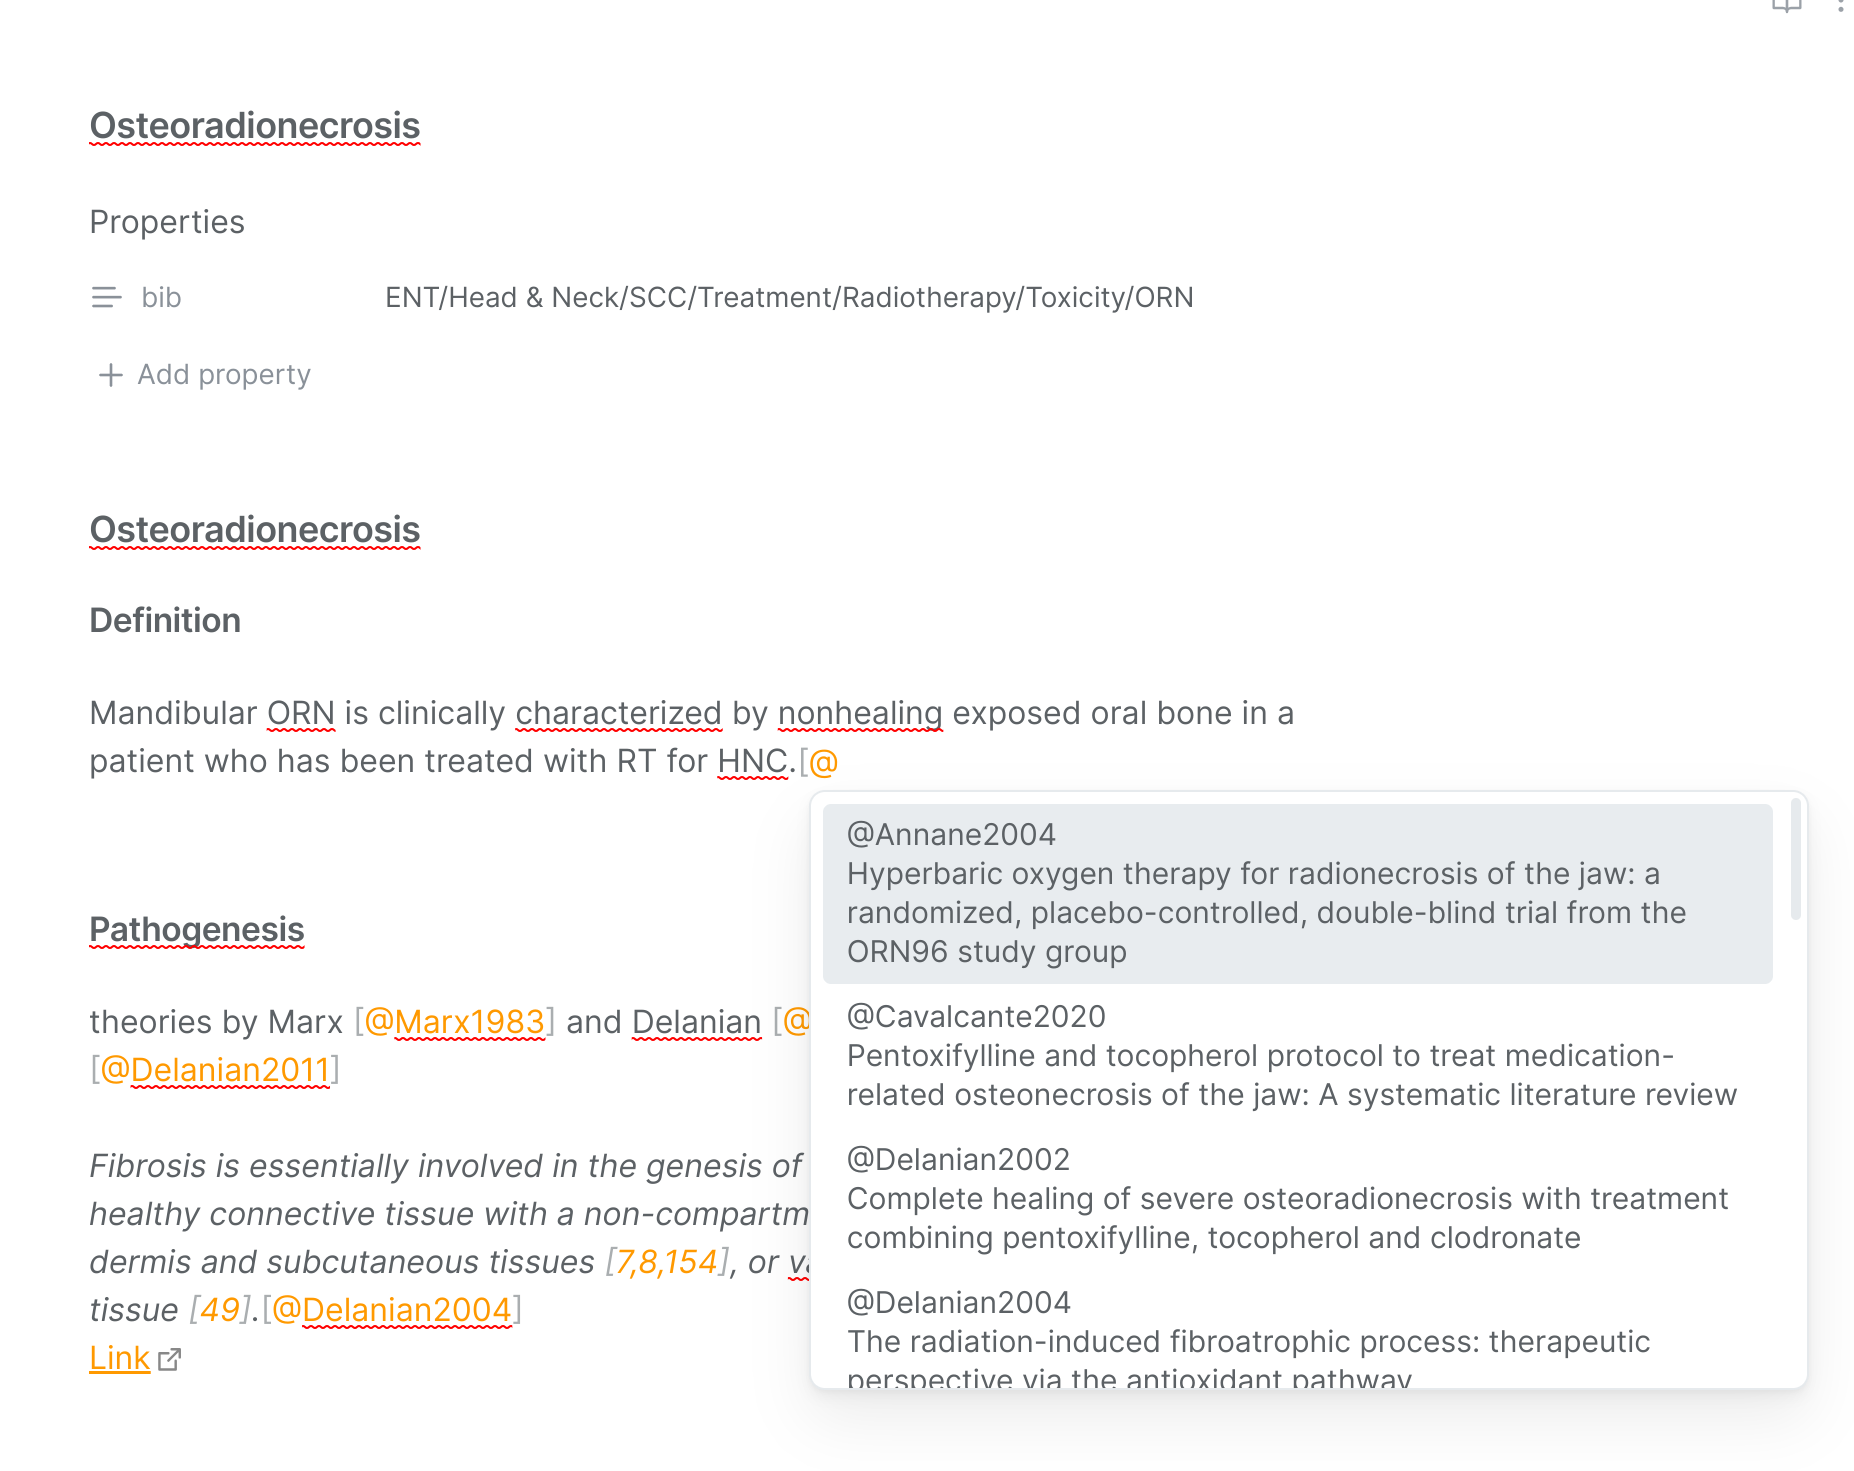 Osteoradionecrosis
Properties
bib ENT/Head & Neck/SCC/Treatment/Radiotherapy/Toxicity/ORN
Add property
Osteoradionecrosis
Definition
Mandibular ORN is clinically characterized by nonhealing exposed oral bone in a
patient who has been treated with RT for HNC.[@
Pathogenesis
theories by Marx [@Marx1983] and Delanian [@
[@Delanian2011]
Fibrosis is essentially involved in the genesis of
healthy connective tissue with a non-compartm
dermis and subcutaneous tissues [7,8,154], or va
tissue [49].[@Delanian2004]
Link
@Annane2004
Hyperbaric oxygen therapy for radionecrosis of the jaw: a
randomized, placebo-controlled, double-blind trial from the
ORN96 study group
@Cavalcante2020
Pentoxifylline and tocopherol protocol to treat medication-
related osteonecrosis of the jaw: A systematic literature review
@Delanian2002
Complete healing of severe osteoradionecrosis with treatment
combining pentoxifylline, tocopherol and clodronate
@Delanian2004
The radiation-induced fibroatrophic process: therapeutic
perspective via the antioxidant pathway